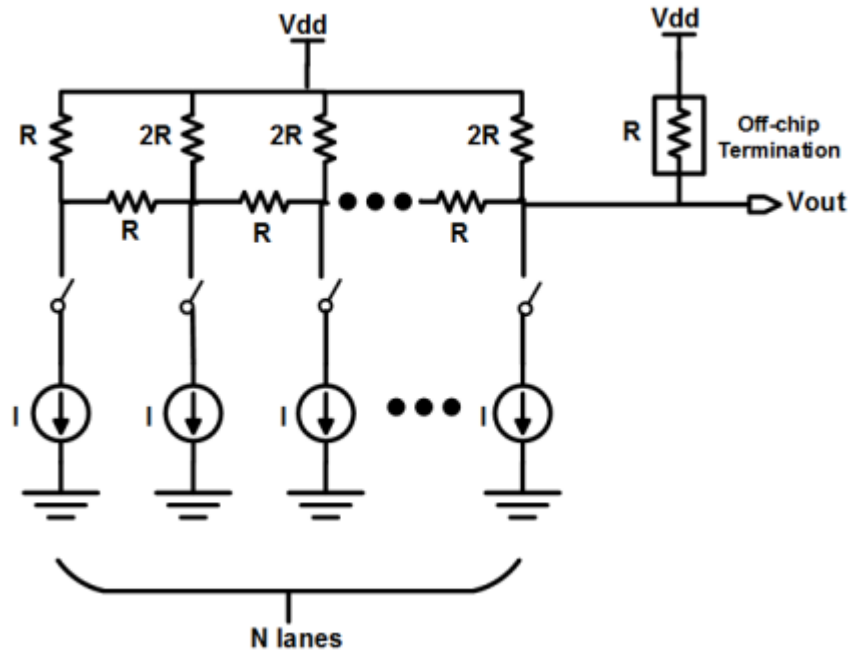 Vdd
Vdd
R
2R
2R
2R
R
Off-chip
Termination
R
R
R
Vout
I
I
I
I
N lanes